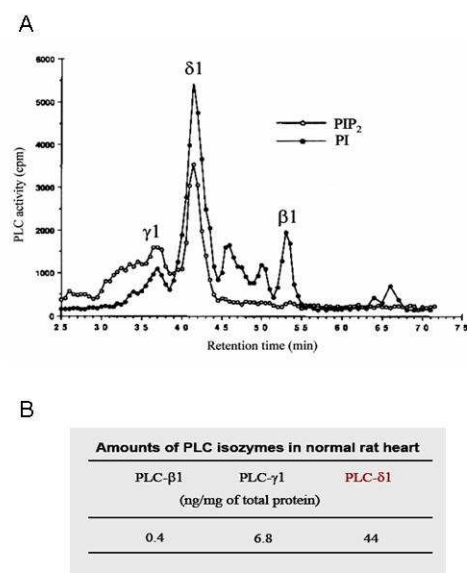 A
δ1
γ1
β1
PIP2
PI
PLC activity (cpm)
6000
5000
4000
3000
2000
1000
0
25 30 35 40 45 50 55 60 65 70 75
Retention time (min)
B
Amounts of PLC isozymes in normal rat heart
PLC-β1 PLC-γ1 PLC-δ1
(ng/mg of total protein)
0.4 6.8 44